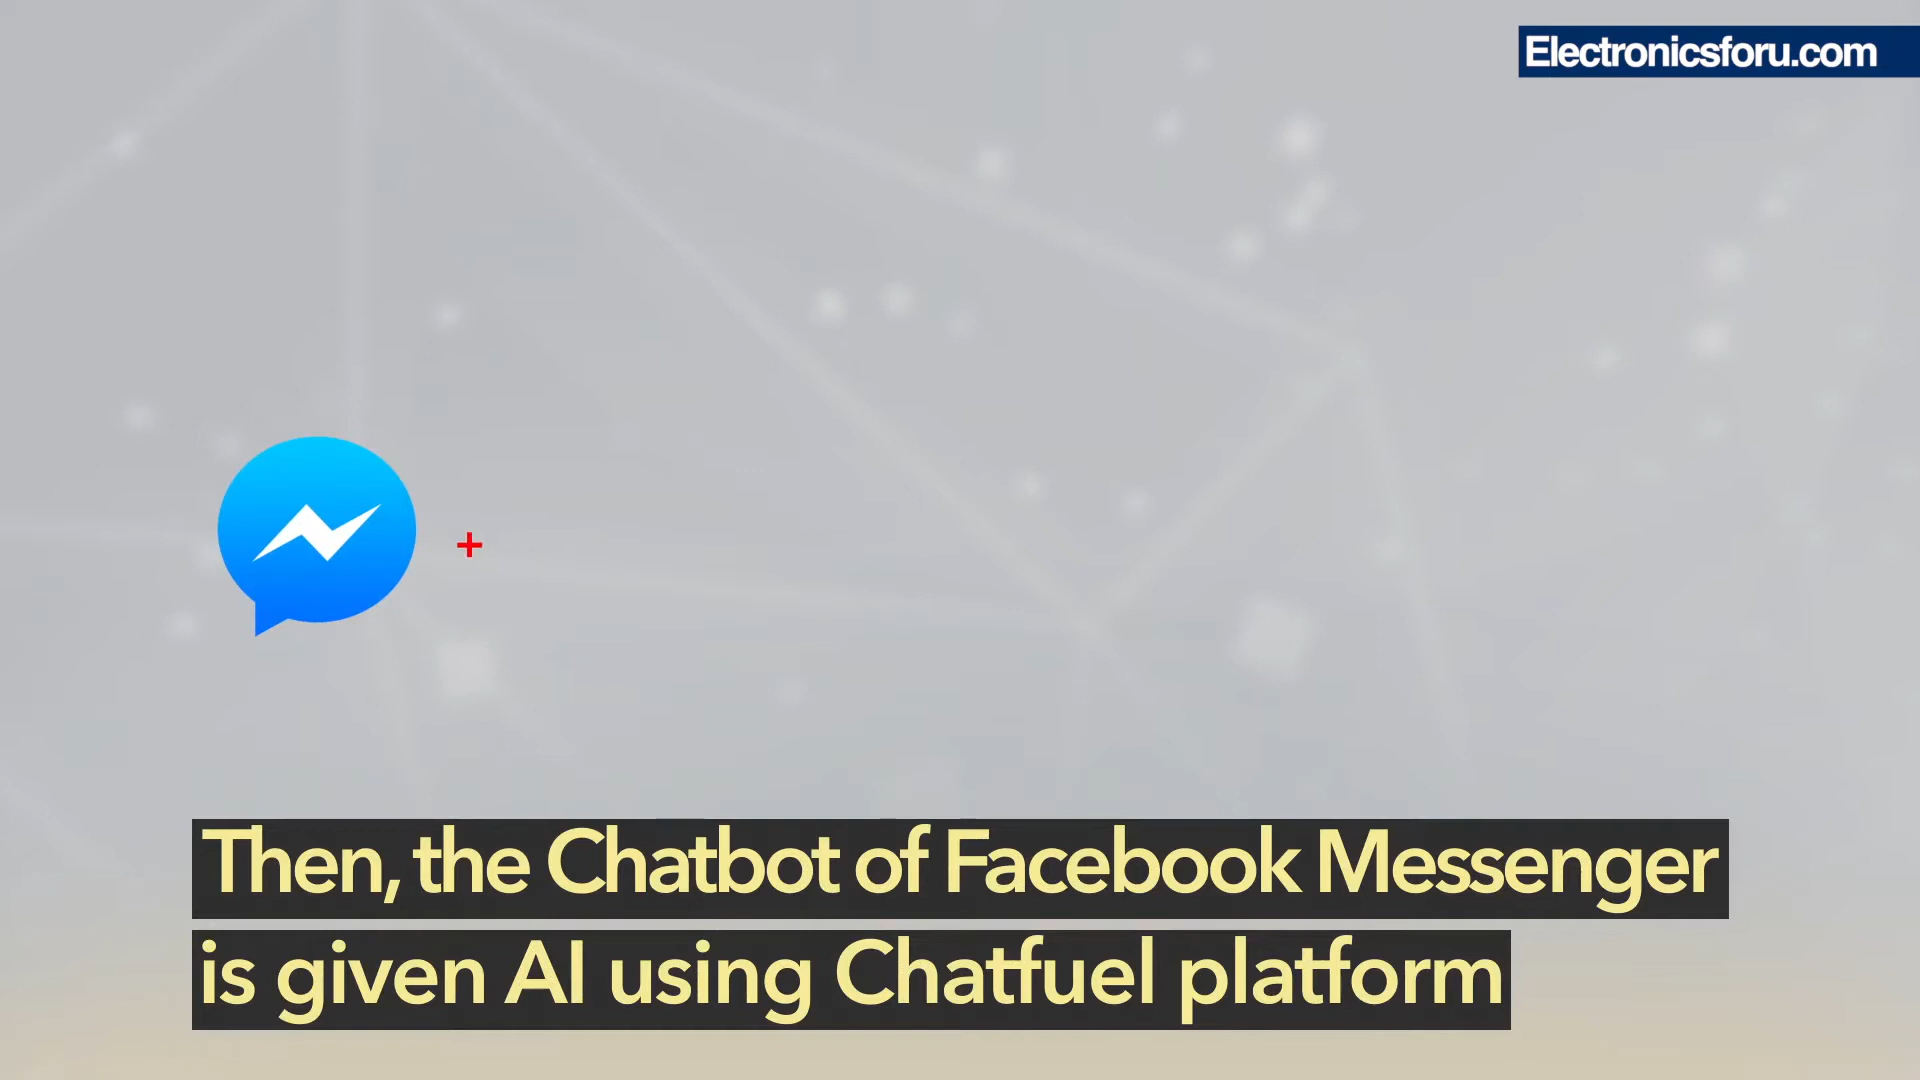 Electronicsforu.com
+
Then, the Chatbot of Facebook Messenger
is given AI using Chatfuel platform